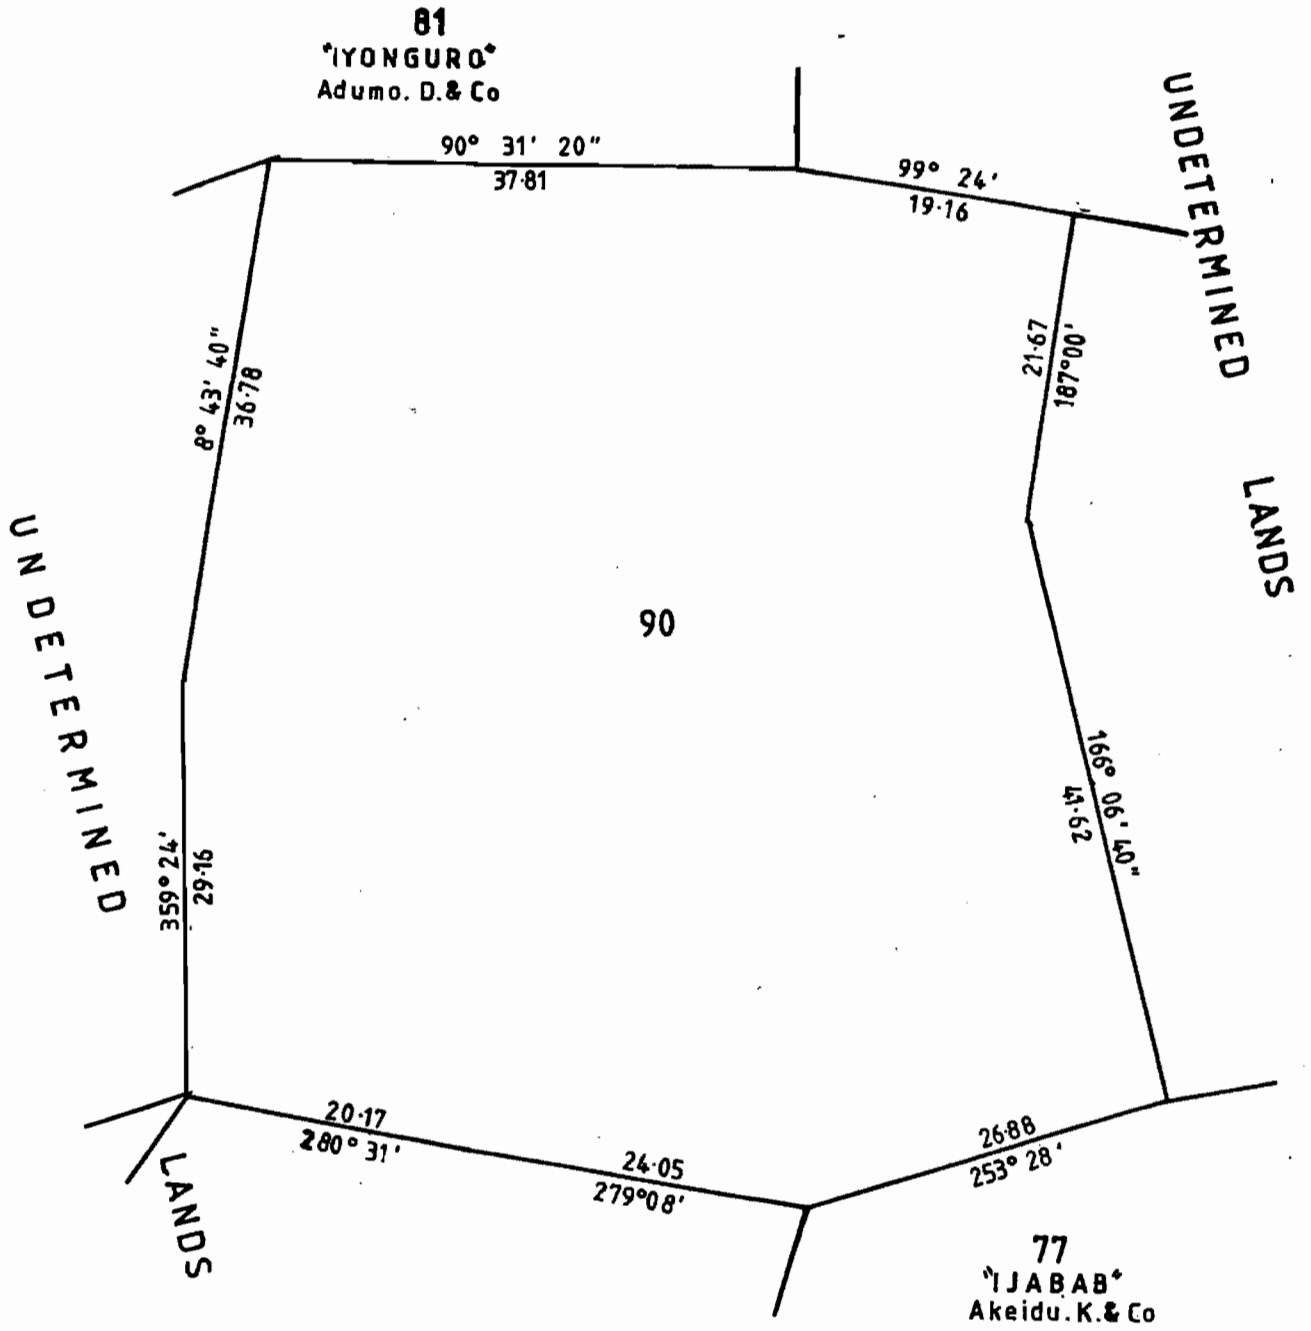 81
"IYONGURO"
Adumo. D. & Co
90° 31' 20"
37·81
99° 24'
19·16
UNDETERMINED
LANDS
21·67
187°00'
8° 43' 40"
36·78
90
UNDETERMINED
LANDS
166° 06' 40"
41·62
359° 24'
29·16
20·17
280° 31'
24·05
279°08'
26·88
253° 28'
77
"IJABAB"
Akeidu. K. & Co